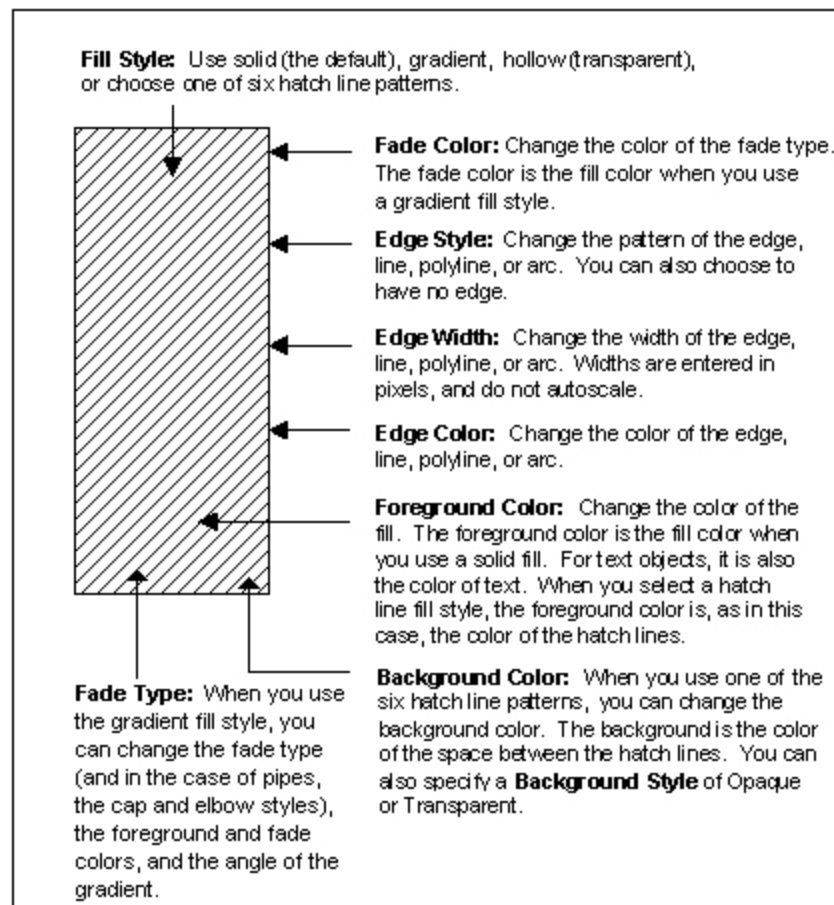 Fill Style: Use solid (the default), gradient, hollow (transparent),
or choose one of six hatch line patterns.
Fade Color: Change the color of the fade type.
The fade color is the fill color when you use
a gradient fill style.
Edge Style: Change the pattern of the edge,
line, polyline, or arc. You can also choose to
have no edge.
Edge Width: Change the width of the edge,
line, polyline, or arc. Widths are entered in
pixels, and do not autoscale.
Edge Color: Change the color of the edge,
line, polyline, or arc.
Foreground Color: Change the color of the
fill. The foreground color is the fill color when
you use a solid fill. For text objects, it is also
the color of text. When you select a hatch
line fill style, the foreground color is, as in this
case, the color of the hatch lines.
Background Color: When you use one of the
six hatch line patterns, you can change the
background color. The background is the color
of the space between the hatch lines. You can
also specify a Background Style of Opaque
or Transparent.
Fade Type: When you use
the gradient fill style, you
can change the fade type
(and in the case of pipes,
the cap and elbow styles),
the foreground and fade
colors, and the angle of the
gradient.